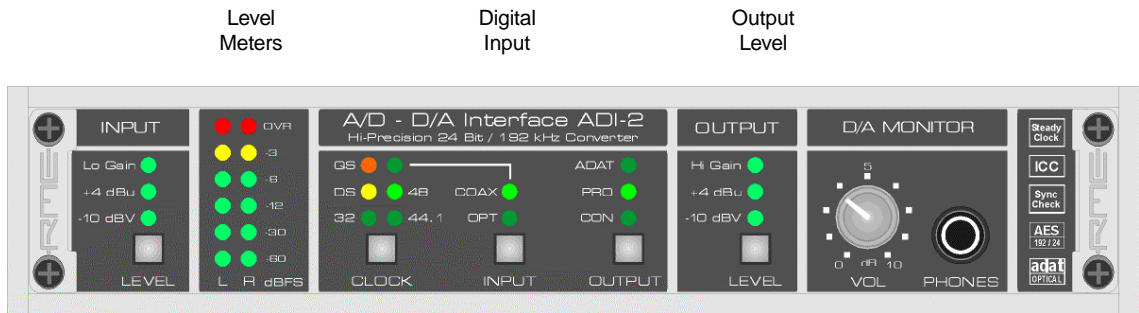 Level
Meters
Digital
Input
Output
Level
RME
INPUT
Lo Gain
+4 dBu
-10 dBV
LEVEL
OVR
-3
-6
-12
-30
-60
L R dBFS
A/D - D/A Interface ADI-2
Hi-Precision 24 Bit / 192 kHz Converter
QS
DS 48
32 44.1
CLOCK
COAX
OPT
INPUT
ADAT
PRO
CON
OUTPUT
OUTPUT
Hi Gain
+4 dBu
-10 dBV
LEVEL
D/A MONITOR
5
0 dB 10
VOL
PHONES
Steady
Clock
ICC
Sync
Check
AES
192 / 24
adat
OPTICAL
RME